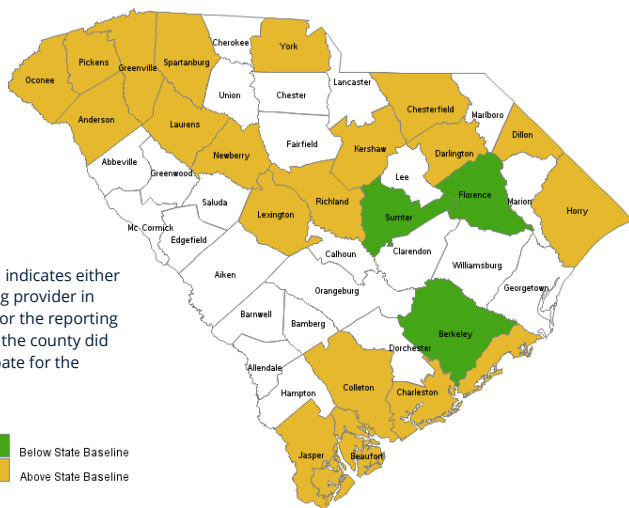 Cherokee
York
Pickens
Greenville
Spartanburg
Oconee
Lancaster
Union
Chester
Anderson
Chesterfield
Marlboro
Laurens
Dillon
Fairfield
Kershaw
Darlington
Newberry
Abbeville
Greenwood
Lee
Florence
Marion
Saluda
Richland
Lexington
Sumter
Horry
Mc Cormick
Edgefield
Calhoun
Clarendon
Williamsburg
Aiken
Orangeburg
Georgetown
Barnwell
Bamberg
Berkeley
Dorchester
Allendale
Hampton
Colleton
Charleston
Jasper
Beaufort
indicates either
g provider in
or the reporting
the county did
pate for the
Below State Baseline
Above State Baseline